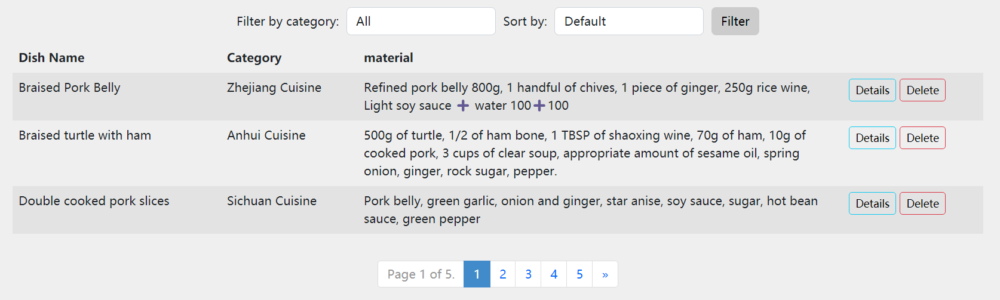 Filter by category: All Sort by: Default Filter
Dish Name Category material
Braised Pork Belly Zhejiang Cuisine Refined pork belly 800g, 1 handful of chives, 1 piece of ginger, 250g rice wine, Details Delete
Light soy sauce ➕ water 100➕100
Braised turtle with ham Anhui Cuisine 500g of turtle, 1/2 of ham bone, 1 TBSP of shaoxing wine, 70g of ham, 10g of Details Delete
cooked pork, 3 cups of clear soup, appropriate amount of sesame oil, spring
onion, ginger, rock sugar, pepper.
Double cooked pork slices Sichuan Cuisine Pork belly, green garlic, onion and ginger, star anise, soy sauce, sugar, hot bean Details Delete
sauce, green pepper
Page 1 of 5. 1 2 3 4 5 »